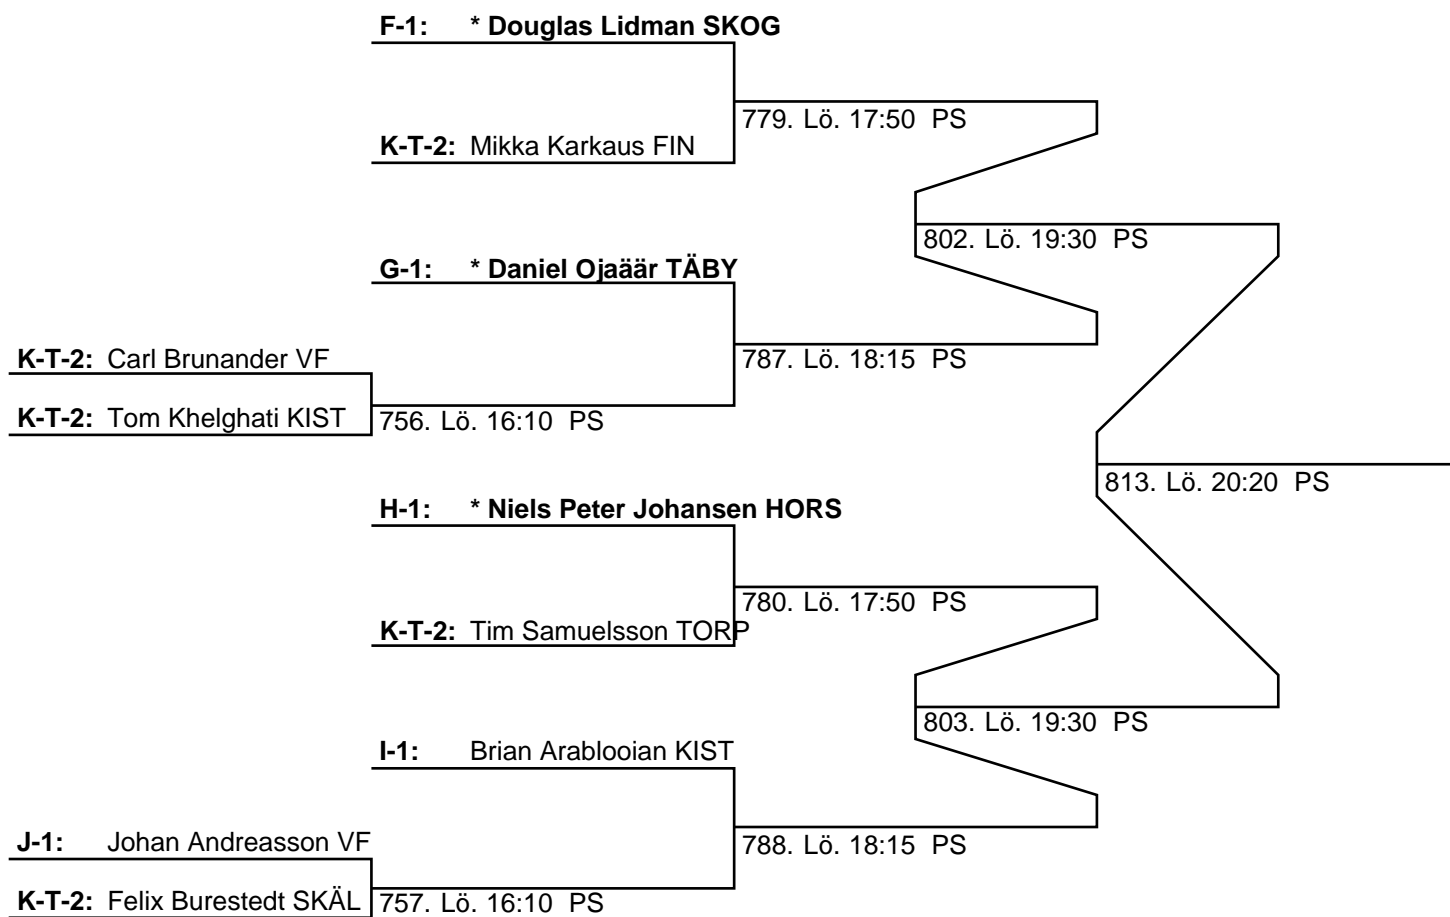 F-1: * Douglas Lidman SKOG
779. Lö. 17:50 PS
K-T-2: Mikka Karkaus FIN
802. Lö. 19:30 PS
G-1: * Daniel Ojaäär TÄBY
K-T-2: Carl Brunander VF
787. Lö. 18:15 PS
K-T-2: Tom Khelghati KIST
756. Lö. 16:10 PS
813. Lö. 20:20 PS
H-1: * Niels Peter Johansen HORS
780. Lö. 17:50 PS
K-T-2: Tim Samuelsson TORP
803. Lö. 19:30 PS
I-1: Brian Arablooian KIST
J-1: Johan Andreasson VF
788. Lö. 18:15 PS
K-T-2: Felix Burestedt SKÄL
757. Lö. 16:10 PS